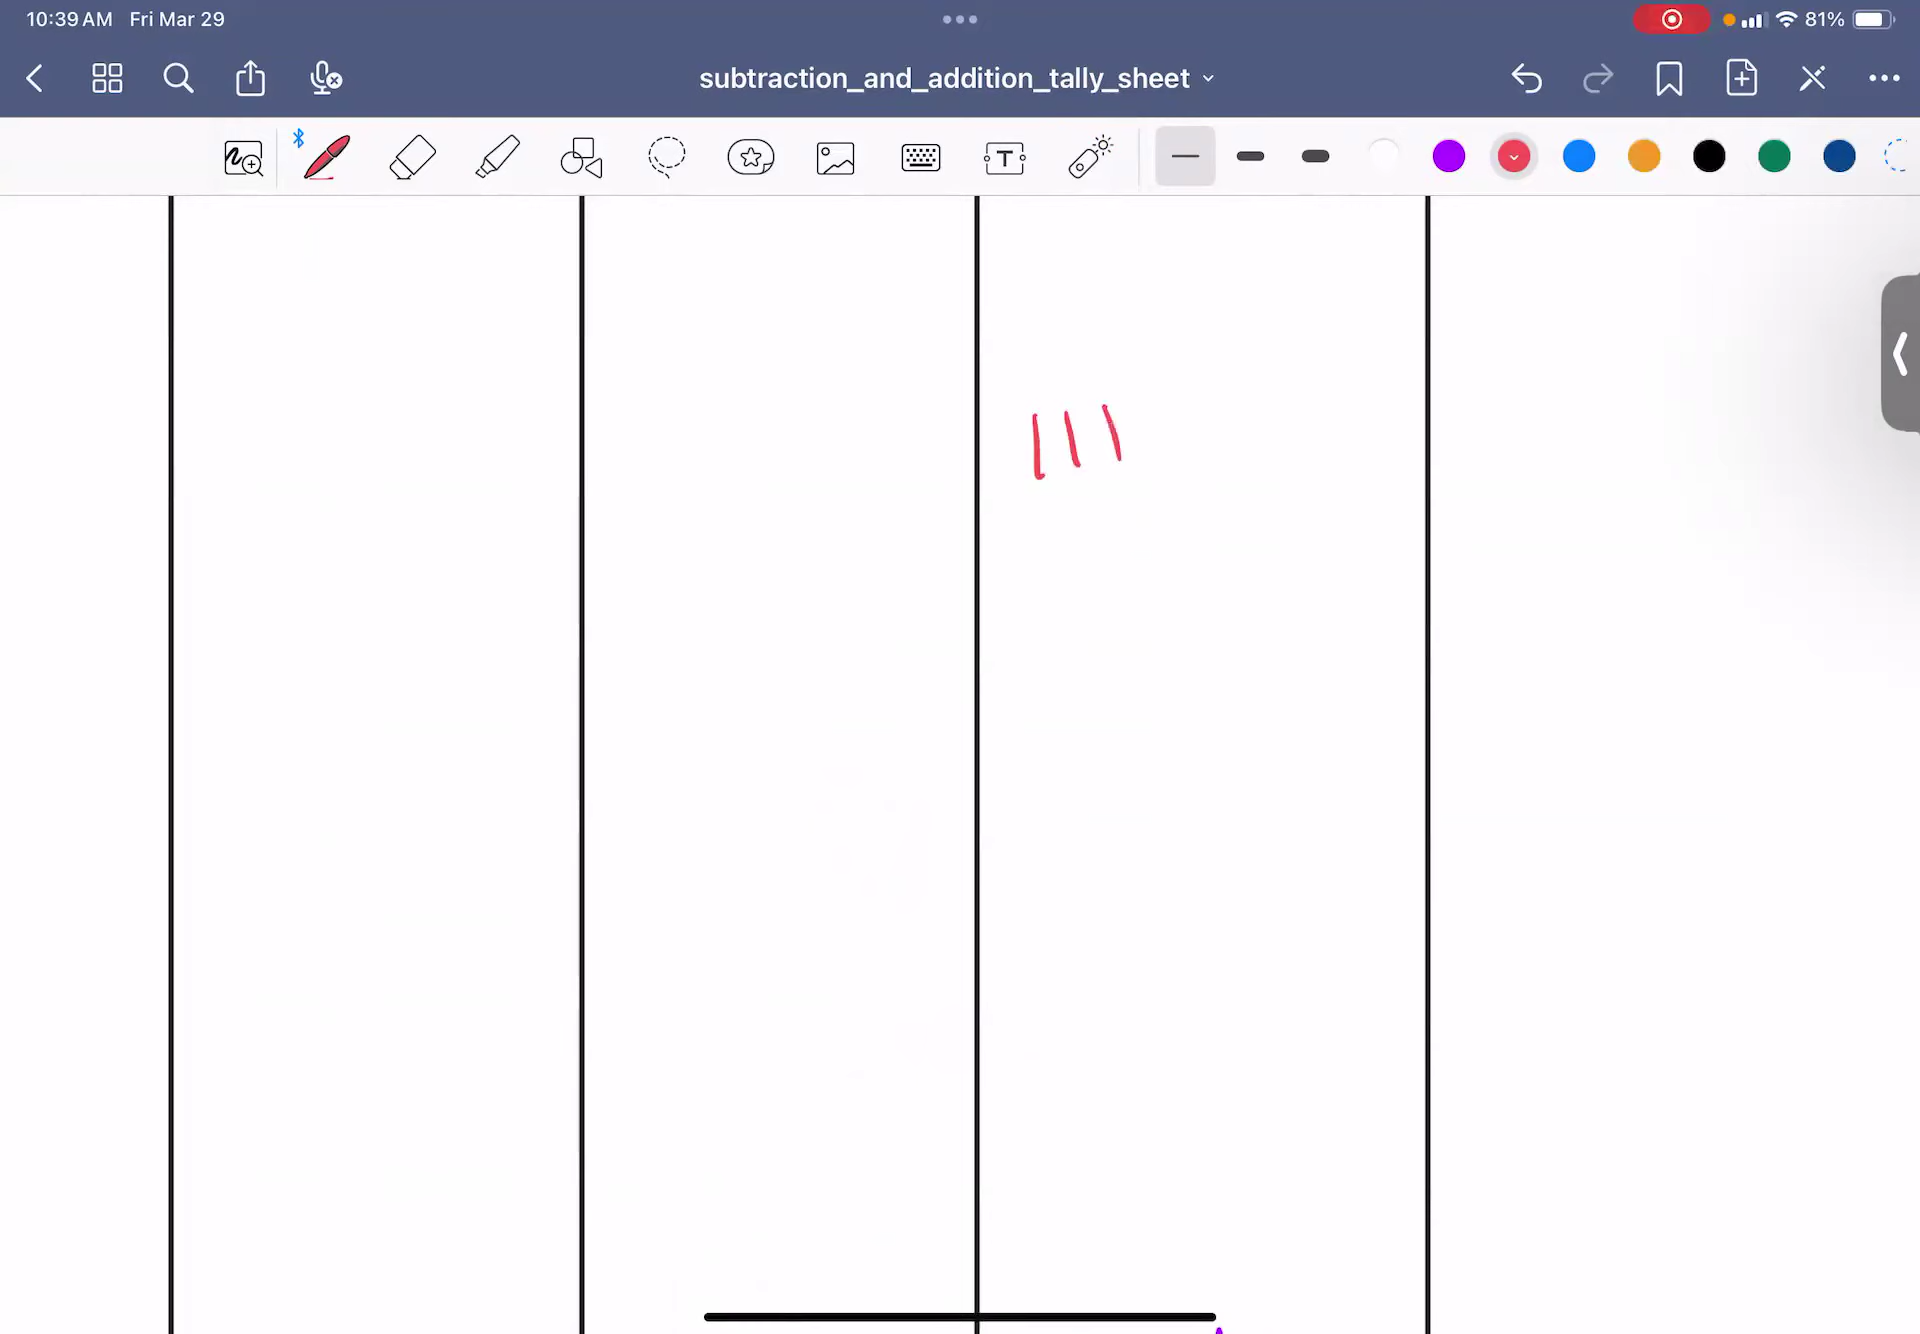 10:39 AM Fri Mar 29
81%
subtraction_and_addition_tally_sheet
T
|||